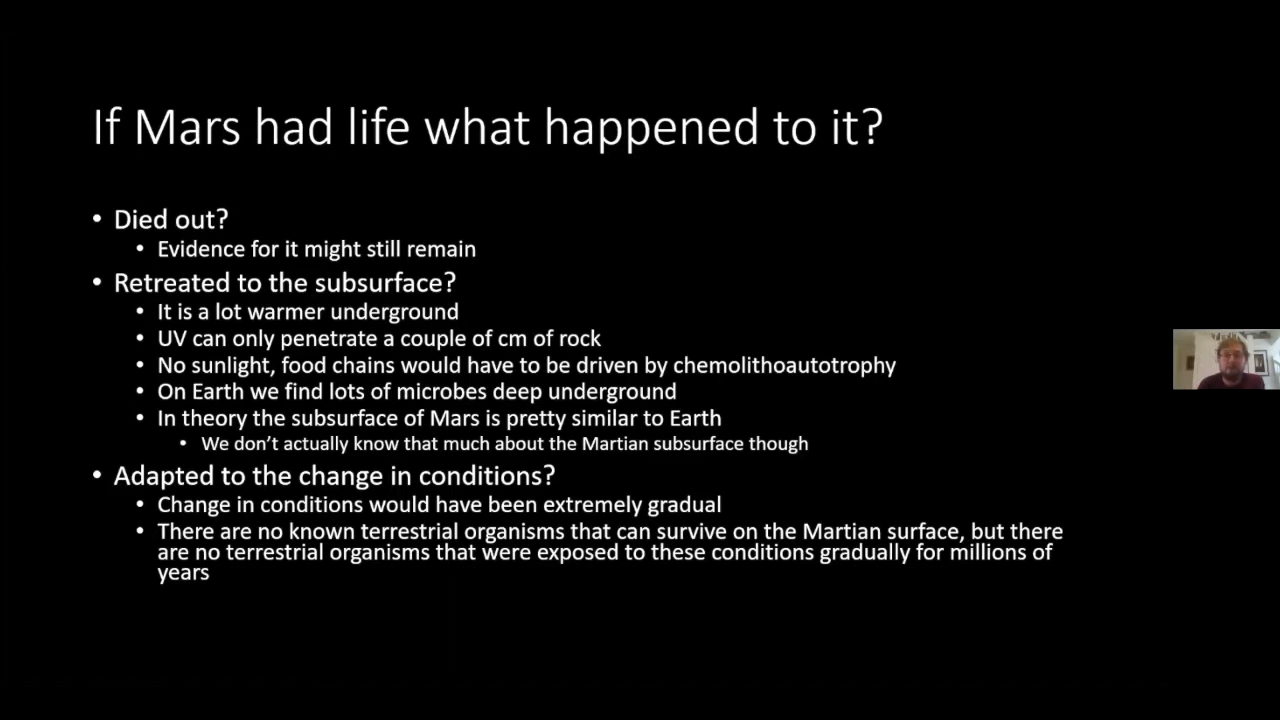 If Mars had life what happened to it?
• Died out?
• Evidence for it might still remain
• Retreated to the subsurface?
• It is a lot warmer underground
• UV can only penetrate a couple of cm of rock
• No sunlight, food chains would have to be driven by chemolithoautotrophy
• On Earth we find lots of microbes deep underground
• In theory the subsurface of Mars is pretty similar to Earth
• We don’t actually know that much about the Martian subsurface though
• Adapted to the change in conditions?
• Change in conditions would have been extremely gradual
• There are no known terrestrial organisms that can survive on the Martian surface, but there
are no terrestrial organisms that were exposed to these conditions gradually for millions of
years